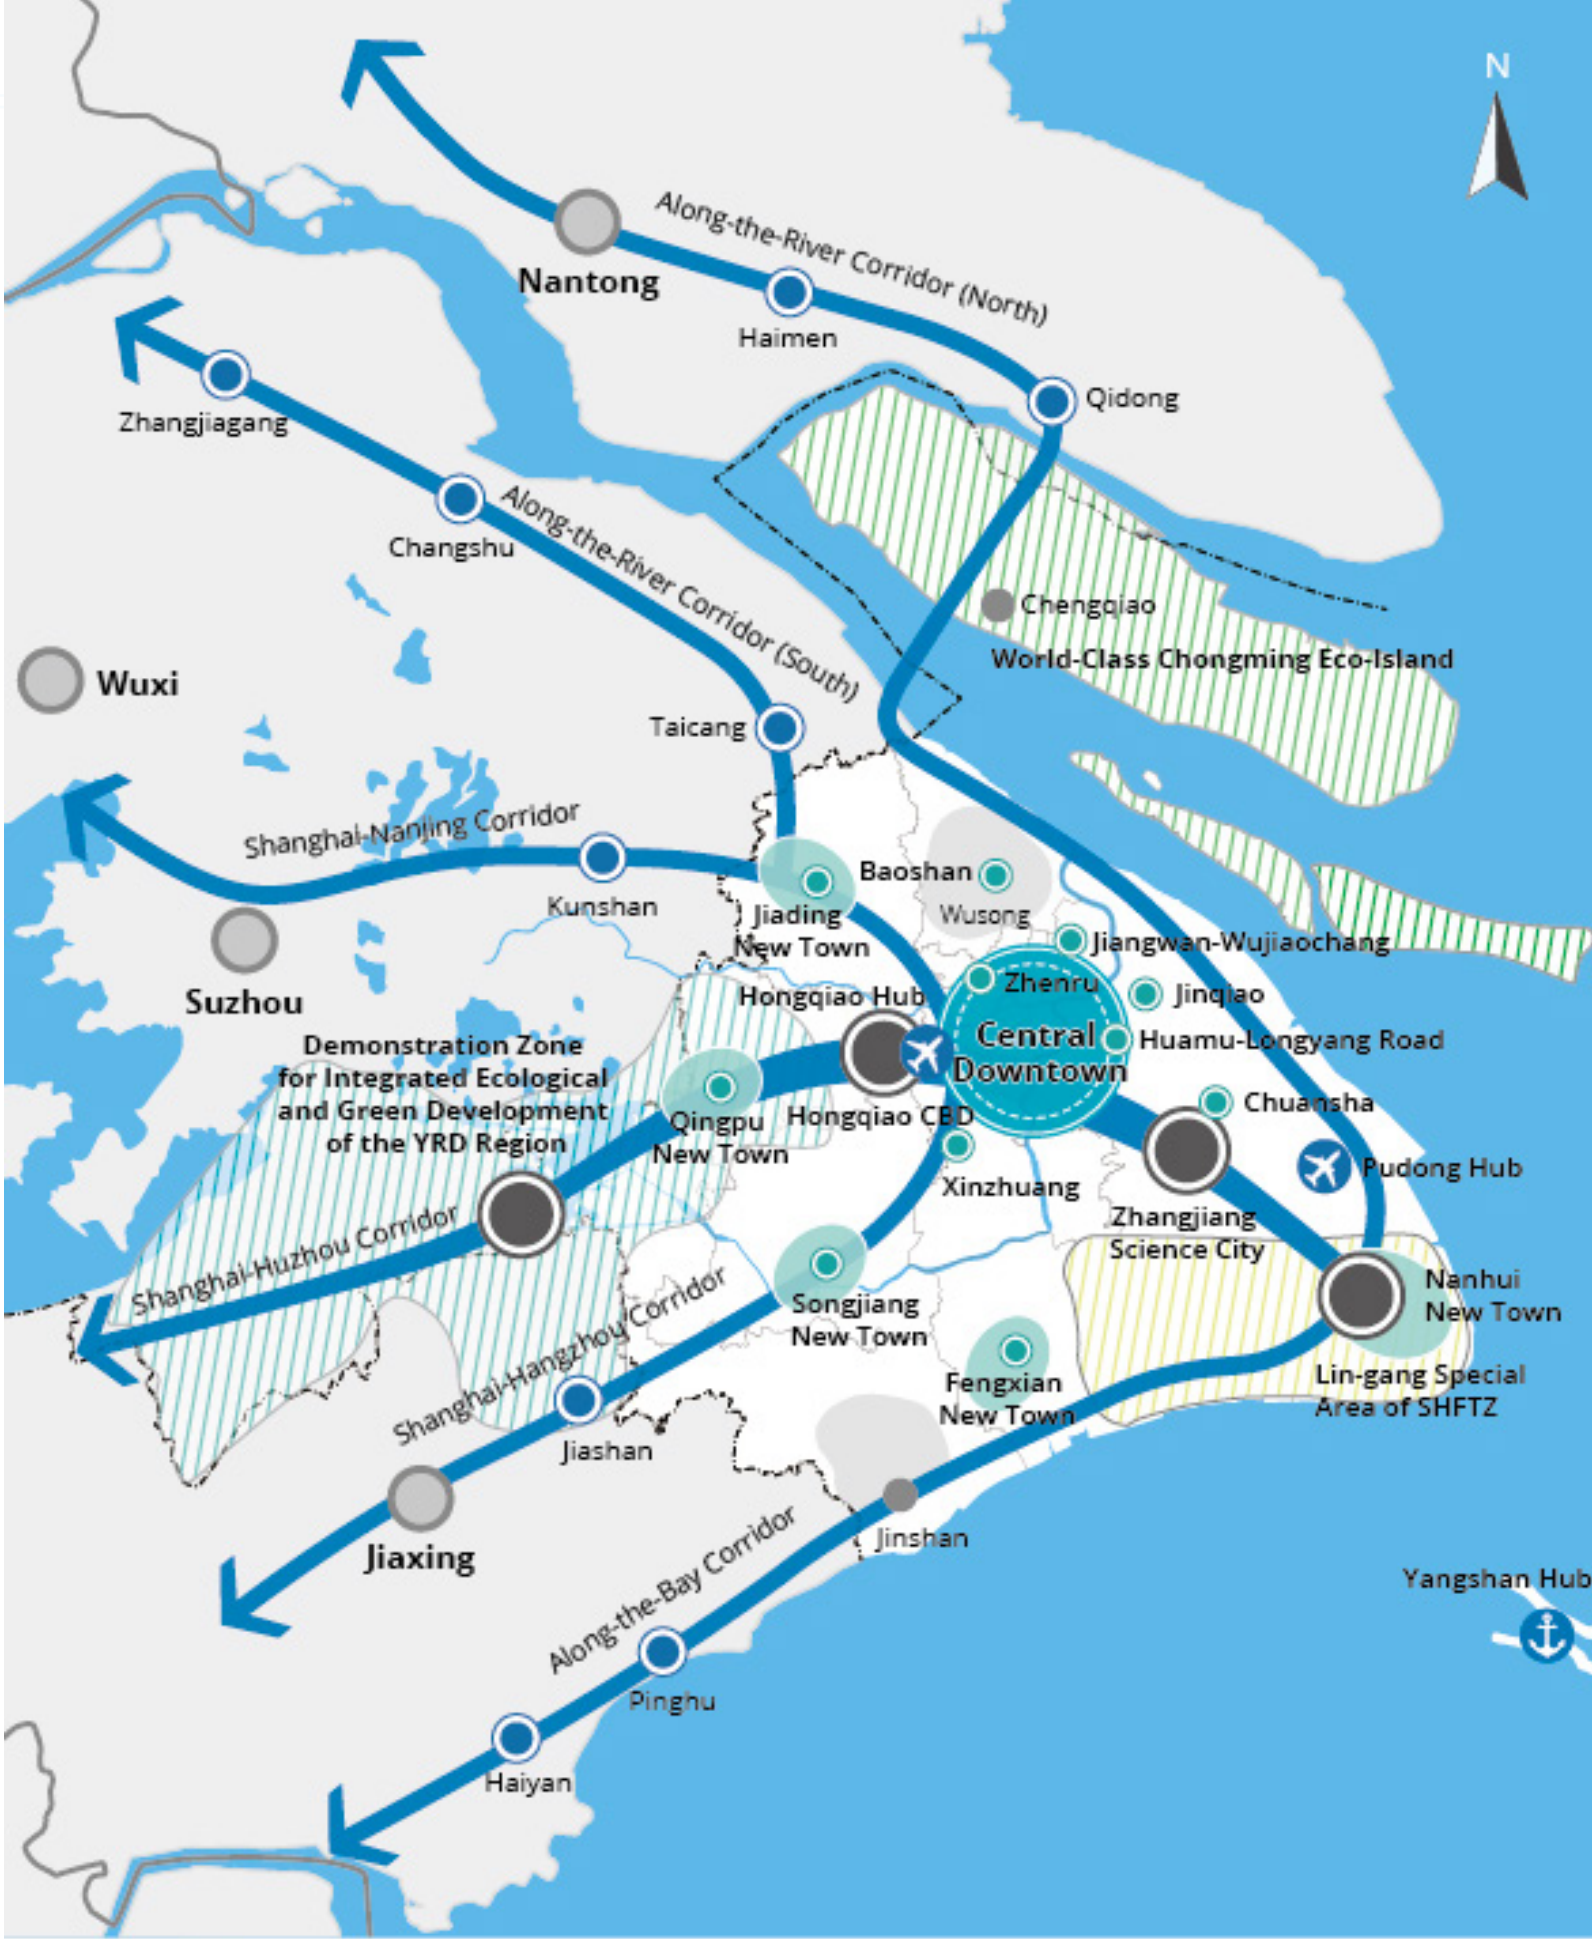 N
Along-the-River Corridor (North)
Nantong
Haimen
Qidong
Zhangjiagang
Changshu
Along-the-River Corridor (South)
Chengqiao
World-Class Chongming Eco-Island
Wuxi
Taicang
Shanghai-Nanjing Corridor
Kunshan
Baoshan
Wusong
Jiading
New Town
Jiangwan-Wujiaochang
Zhenru
Jinqiao
Suzhou
Hongqiao Hub
Central
Downtown
Huamu-Longyang Road
Demonstration Zone
for Integrated Ecological
and Green Development
of the YRD Region
Qingpu
New Town
Hongqiao CBD
Chuansha
Xinzhuang
Pudong Hub
Zhangjiang
Science City
Shanghai-Huzhou Corridor
Songjiang
New Town
Nanhui
New Town
Shanghai-Hangzhou Corridor
Fengxian
New Town
Lin-gang Special
Area of SHFTZ
Jiashan
Jiaxing
Jinshan
Along-the-Bay Corridor
Yangshan Hub
Pinghu
Haiyan